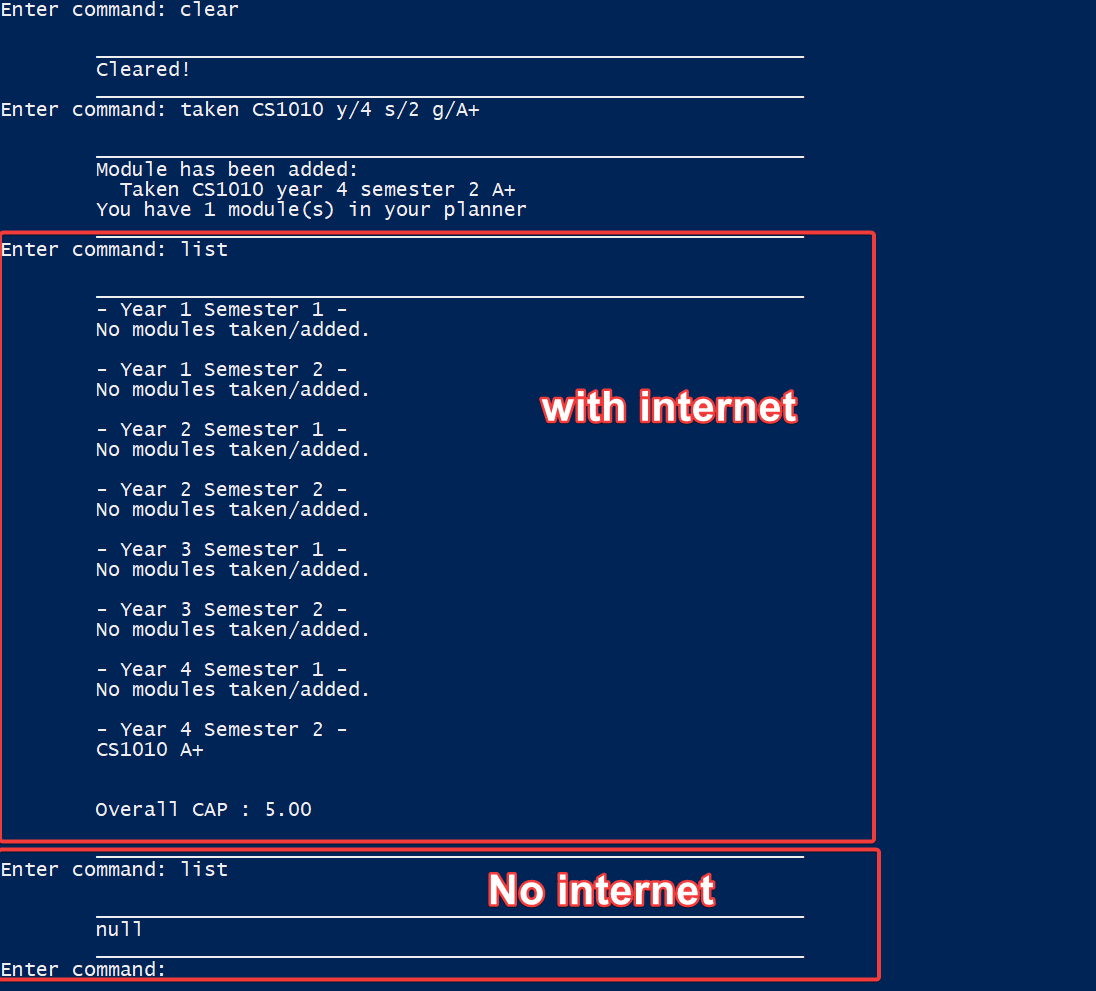 Enter command: clear
Cleared!
Enter command: taken CS1010 y/4 s/2 g/A+
Module has been added:
Taken CS1010 year 4 semester 2 A+
You have 1 module(s) in your planner
Enter command: list
- Year 1 Semester 1 -
No modules taken/added.
- Year 1 Semester 2 -
No modules taken/added.
with internet
- Year 2 Semester 1 -
No modules taken/added.
- Year 2 Semester 2 -
No modules taken/added.
- Year 3 Semester 1 -
No modules taken/added.
- Year 3 Semester 2 -
No modules taken/added.
- Year 4 Semester 1 -
No modules taken/added.
- Year 4 Semester 2 -
CS1010 A+
Overall CAP : 5.00
Enter command: list
No internet
null
Enter command: